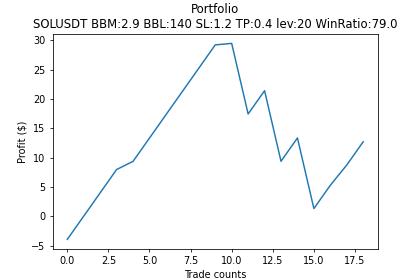 Portfolio
SOLUSDT BBM:2.9 BBL:140 SL:1.2 TP:0.4 lev:20 WinRatio:79.0
30
25
20
15
10
5
0
−5
Profit ($)
0.0 2.5 5.0 7.5 10.0 12.5 15.0 17.5
Trade counts